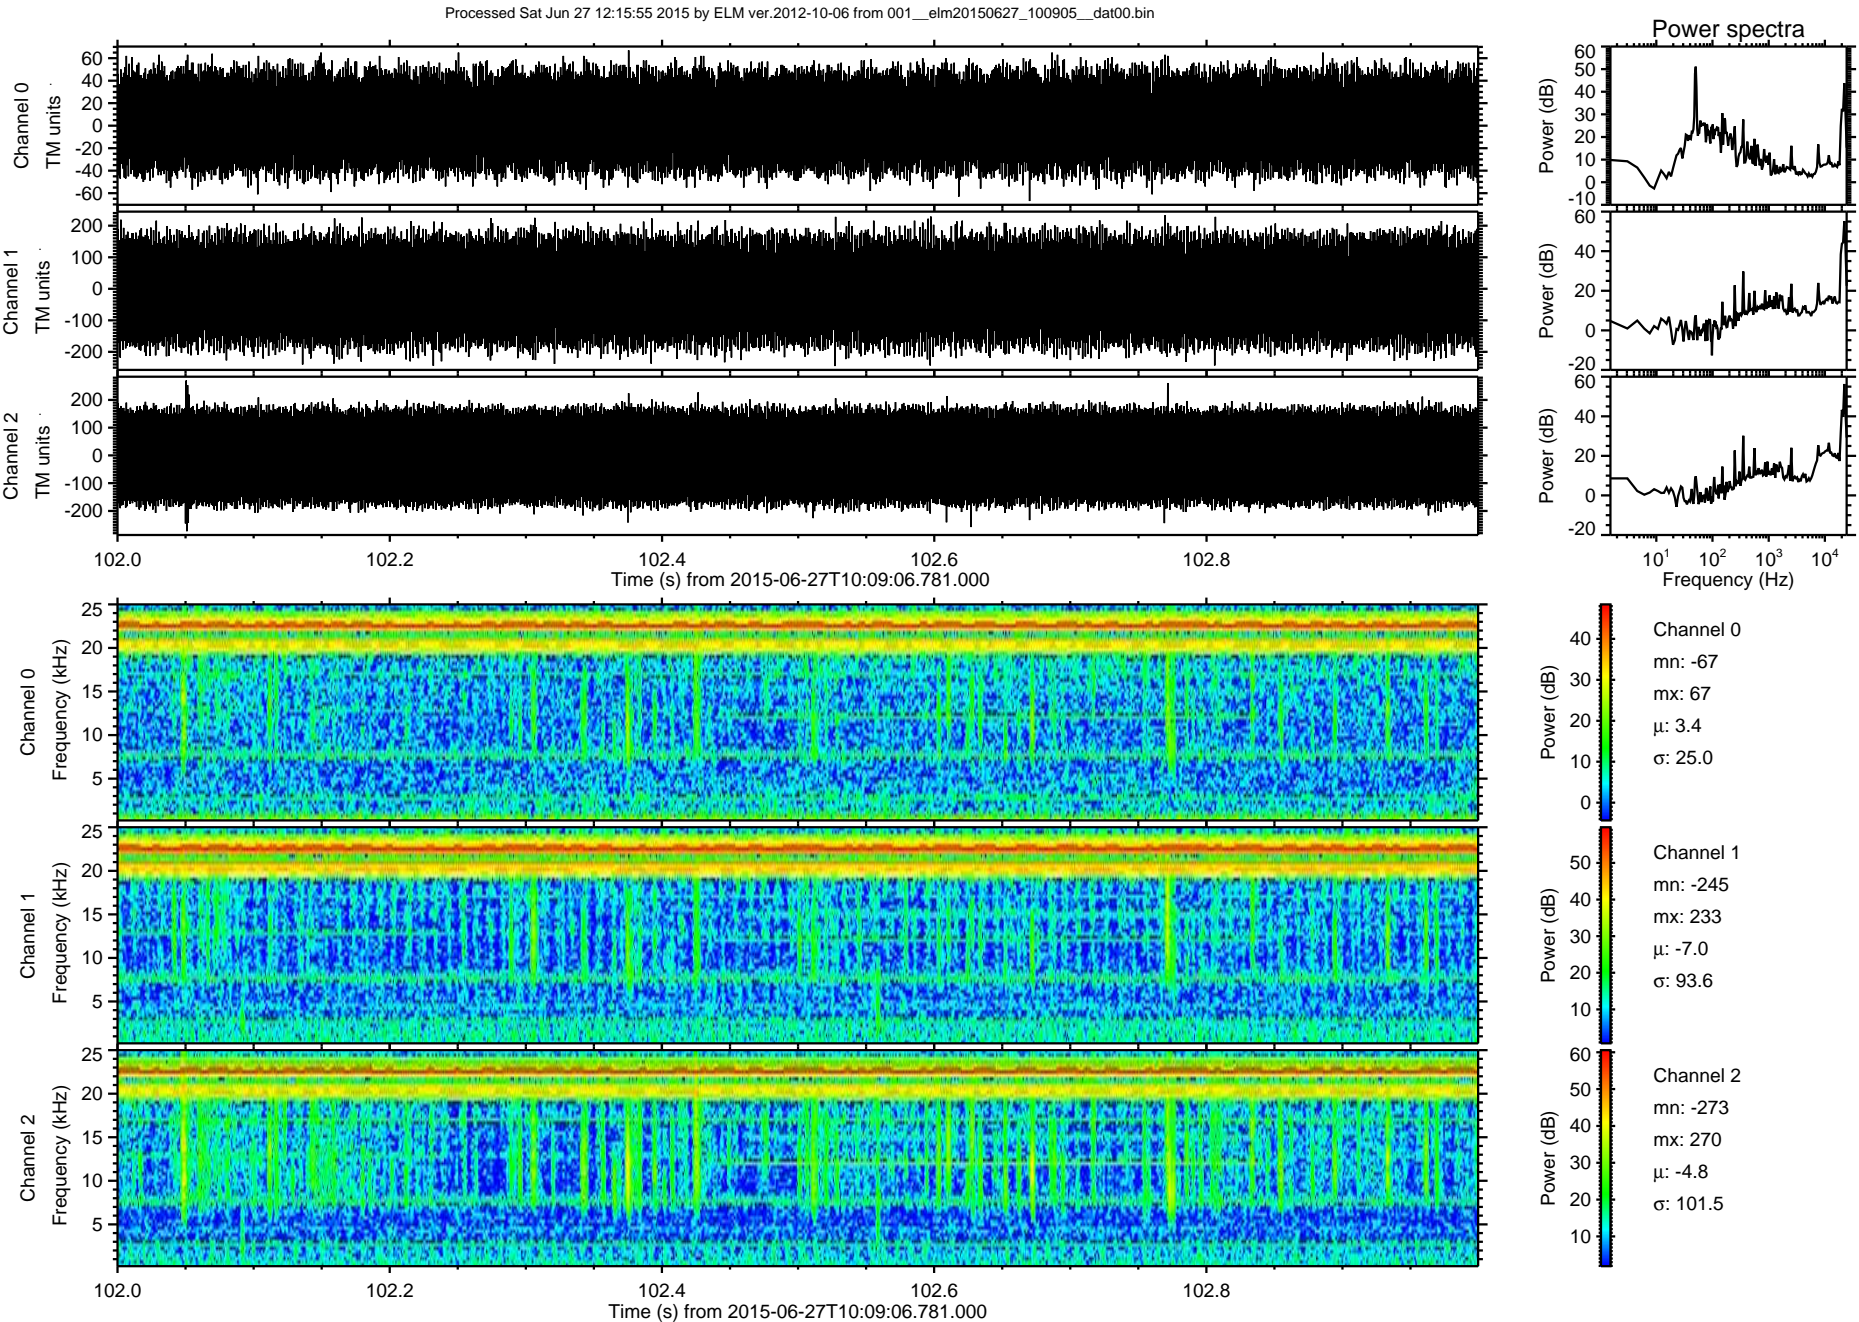 Processed Sat Jun 27 12:15:55 2015 by ELM ver.2012-10-06 from 001__elm20150627_100905__dat00.bin
Power spectra
Channel 0
TM units
60
40
20
0
-20
-40
-60
Power (dB)
60
50
40
30
20
10
0
-10
Channel 1
TM units
200
100
0
-100
-200
Power (dB)
60
40
20
0
-20
Channel 2
TM units
200
100
0
-100
-200
Power (dB)
60
40
20
0
-20
102.0 102.2 102.4 102.6 102.8
Time (s) from 2015-06-27T10:09:06.781.000
10^1 10^2 10^3 10^4
Frequency (Hz)
Channel 0
Frequency (kHz)
25
20
15
10
5
Power (dB)
40
30
20
10
0
Channel 0
mn: -67
mx: 67
μ: 3.4
σ: 25.0
Channel 1
Frequency (kHz)
25
20
15
10
5
Power (dB)
50
40
30
20
10
Channel 1
mn: -245
mx: 233
μ: -7.0
σ: 93.6
Channel 2
Frequency (kHz)
25
20
15
10
5
Power (dB)
60
50
40
30
20
10
Channel 2
mn: -273
mx: 270
μ: -4.8
σ: 101.5
102.0 102.2 102.4 102.6 102.8
Time (s) from 2015-06-27T10:09:06.781.000